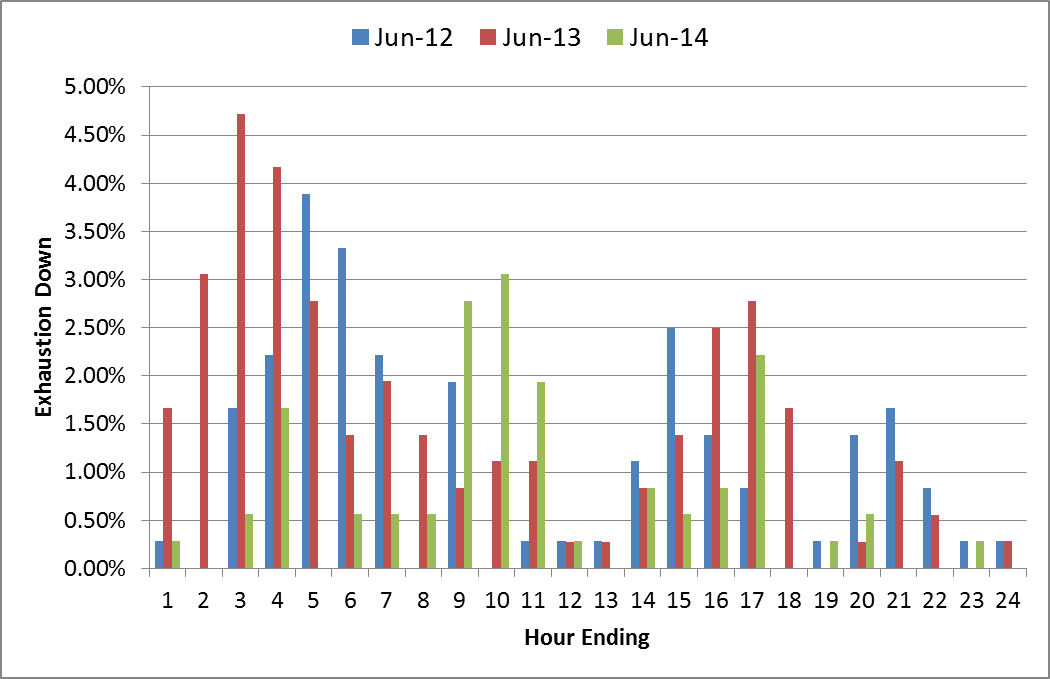 Jun-12 Jun-13 Jun-14
5.00%
4.50%
4.00%
3.50%
3.00%
2.50%
2.00%
1.50%
1.00%
0.50%
0.00%
Exhaustion Down
1 2 3 4 5 6 7 8 9 10 11 12 13 14 15 16 17 18 19 20 21 22 23 24
Hour Ending